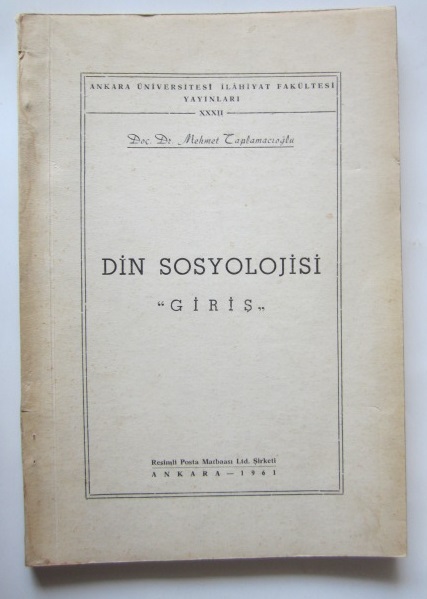 ANKARA ÜNİVERSİTESİ İLÂHİYAT FAKÜLTESİ
YAYINLARI
XXXII
Doç. Dr. Mehmet Taplamacıoğlu
DİN SOSYOLOJİSİ
“GİRİŞ„
Resimli Posta Matbaası Ltd. Şirketi
ANKARA — 1961